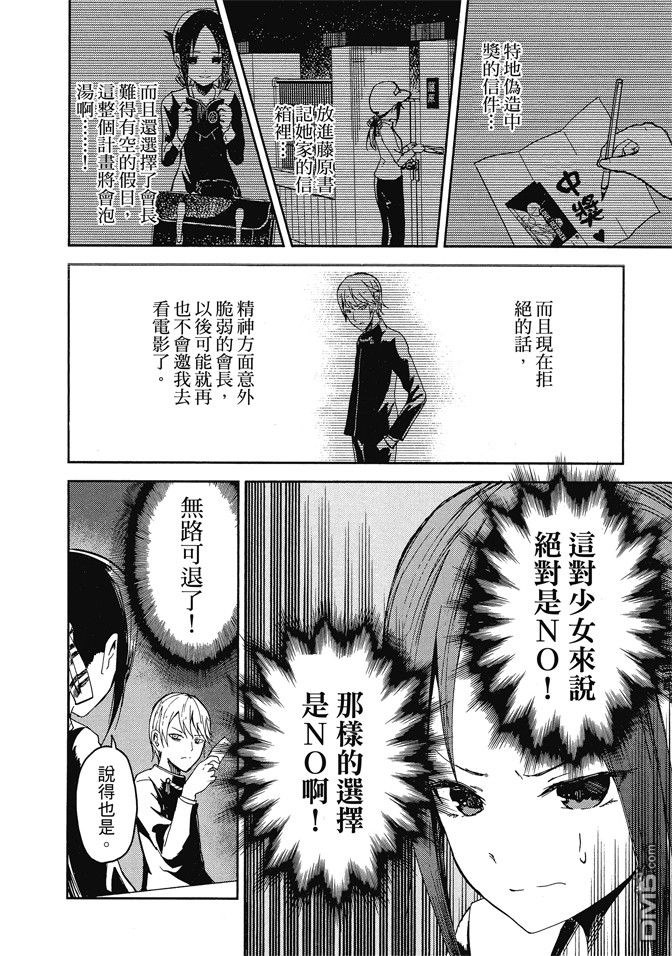 特地偽造中
獎的信件…
中獎♥
放進藤原書
記她家的信
箱裡…
藤原
而且還選擇了會長
難得有空的假日，
這整個計畫將會泡
湯啊……！
而且現在拒
絕的話，
精神方面意外
脆弱的會長，
以後可能就再
也不會邀我去
看電影了。
這對少女來說
絕對是NO！
那樣的選擇
是NO啊！
無路可退了！
說得也是。
DM5.com